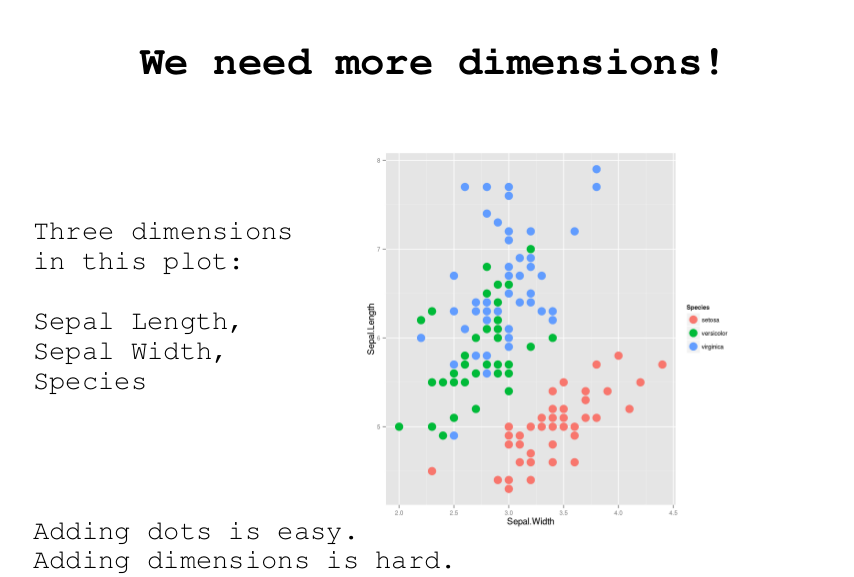 We need more dimensions!
Three dimensions
in this plot:
Sepal Length,
Sepal Width,
Species
8
7
6
5
Sepal.Length
2.0 2.5 3.0 3.5 4.0 4.5
Sepal.Width
Species
setosa
versicolor
virginica
Adding dots is easy.
Adding dimensions is hard.